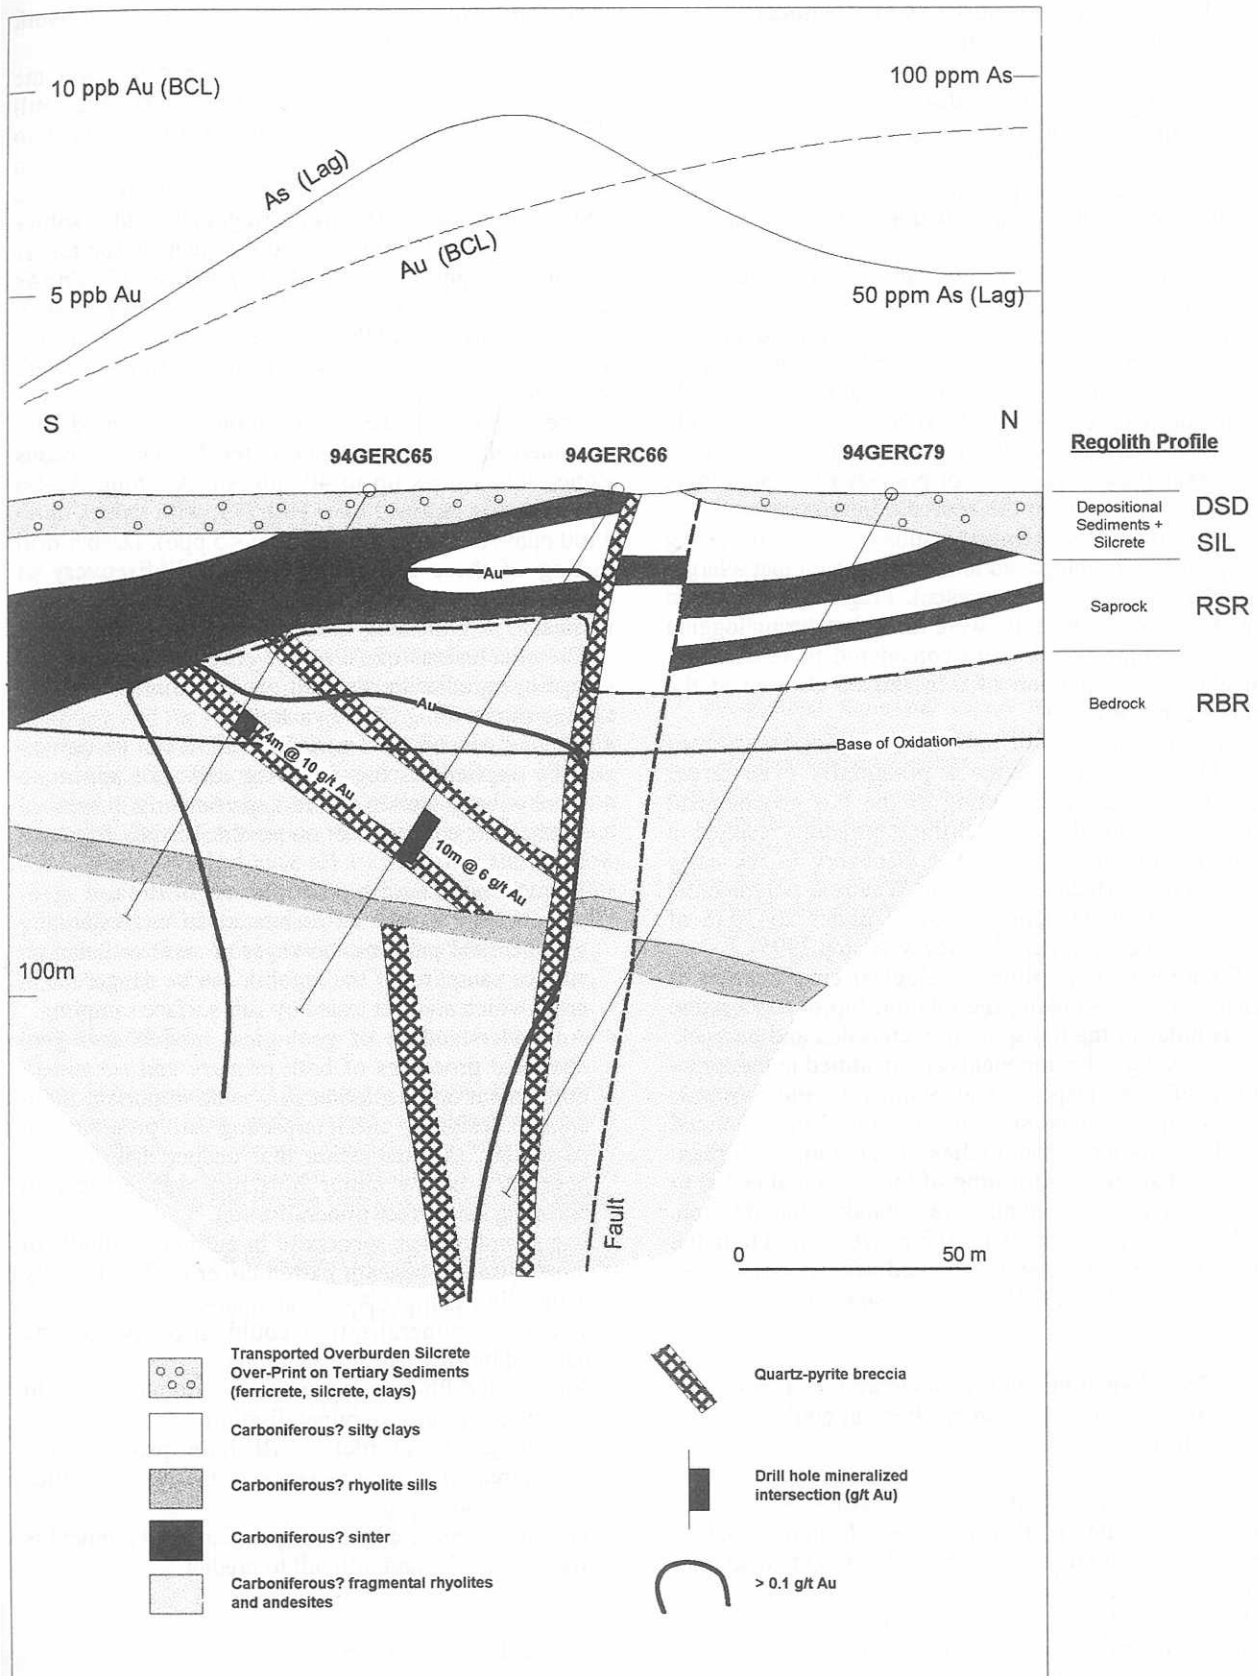 10 ppb Au (BCL)
100 ppm As
As (Lag)
Au (BCL)
5 ppb Au
50 ppm As (Lag)
S
N
94GERC65
94GERC66
94GERC79
Regolith Profile
Depositional
Sediments +
Silcrete
DSD
SIL
Au
Saprock
RSR
Au
Bedrock
RBR
Base of Oxidation
4m @ 10 g/t Au
10m @ 6 g/t Au
100m
Fault
0
50 m
Transported Overburden Silcrete
Over-Print on Tertiary Sediments
(ferricrete, silcrete, clays)
Carboniferous? silty clays
Carboniferous? rhyolite sills
Carboniferous? sinter
Carboniferous? fragmental rhyolites
and andesites
Quartz-pyrite breccia
Drill hole mineralized
intersection (g/t Au)
> 0.1 g/t Au